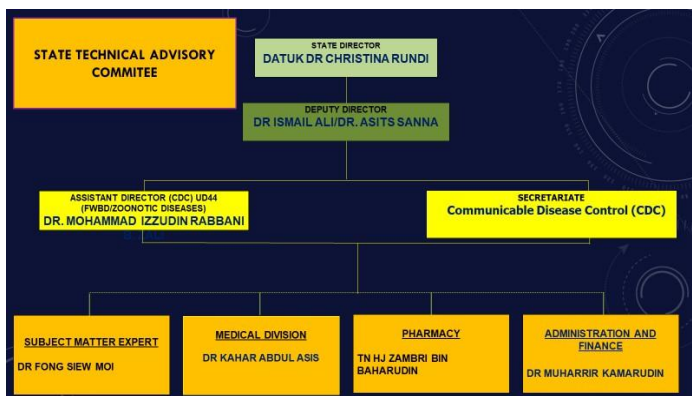 STATE TECHNICAL ADVISORY
COMMITEE
STATE DIRECTOR
DATUK DR CHRISTINA RUNDI
DEPUTY DIRECTOR
DR ISMAIL ALI/DR. ASITS SANNA
ASSISTANT DIRECTOR (CDC) UD44
(FWBD/ZOONOTIC DISEASES)
DR. MOHAMMAD IZZUDIN RABBANI
SECRETARIATE
Communicable Disease Control (CDC)
SUBJECT MATTER EXPERT
DR FONG SIEW MOI
MEDICAL DIVISION
DR KAHAR ABDUL ASIS
PHARMACY
TN HJ ZAMBRI BIN
BAHARUDIN
ADMINISTRATION AND
FINANCE
DR MUHARRIR KAMARUDIN